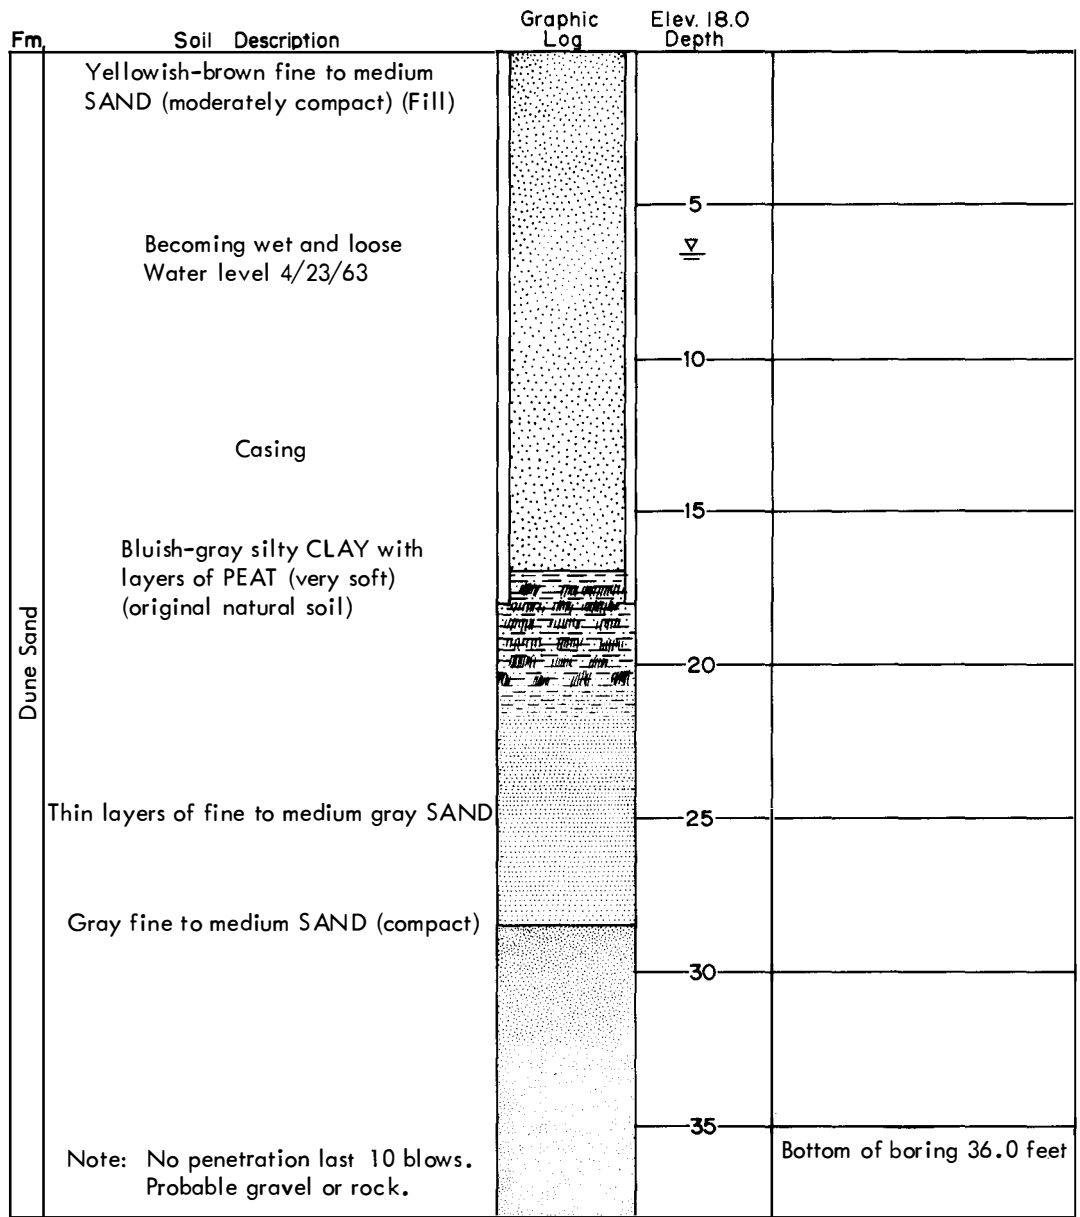 Fm. Soil Description Graphic Log Elev. 18.0 Depth
Yellowish-brown fine to medium
SAND (moderately compact) (Fill)
5
Becoming wet and loose
Water level 4/23/63
10
Casing
15
Bluish-gray silty CLAY with
layers of PEAT (very soft)
(original natural soil)
Dune Sand
20
Thin layers of fine to medium gray SAND
25
Gray fine to medium SAND (compact)
30
35
Bottom of boring 36.0 feet
Note: No penetration last 10 blows.
Probable gravel or rock.